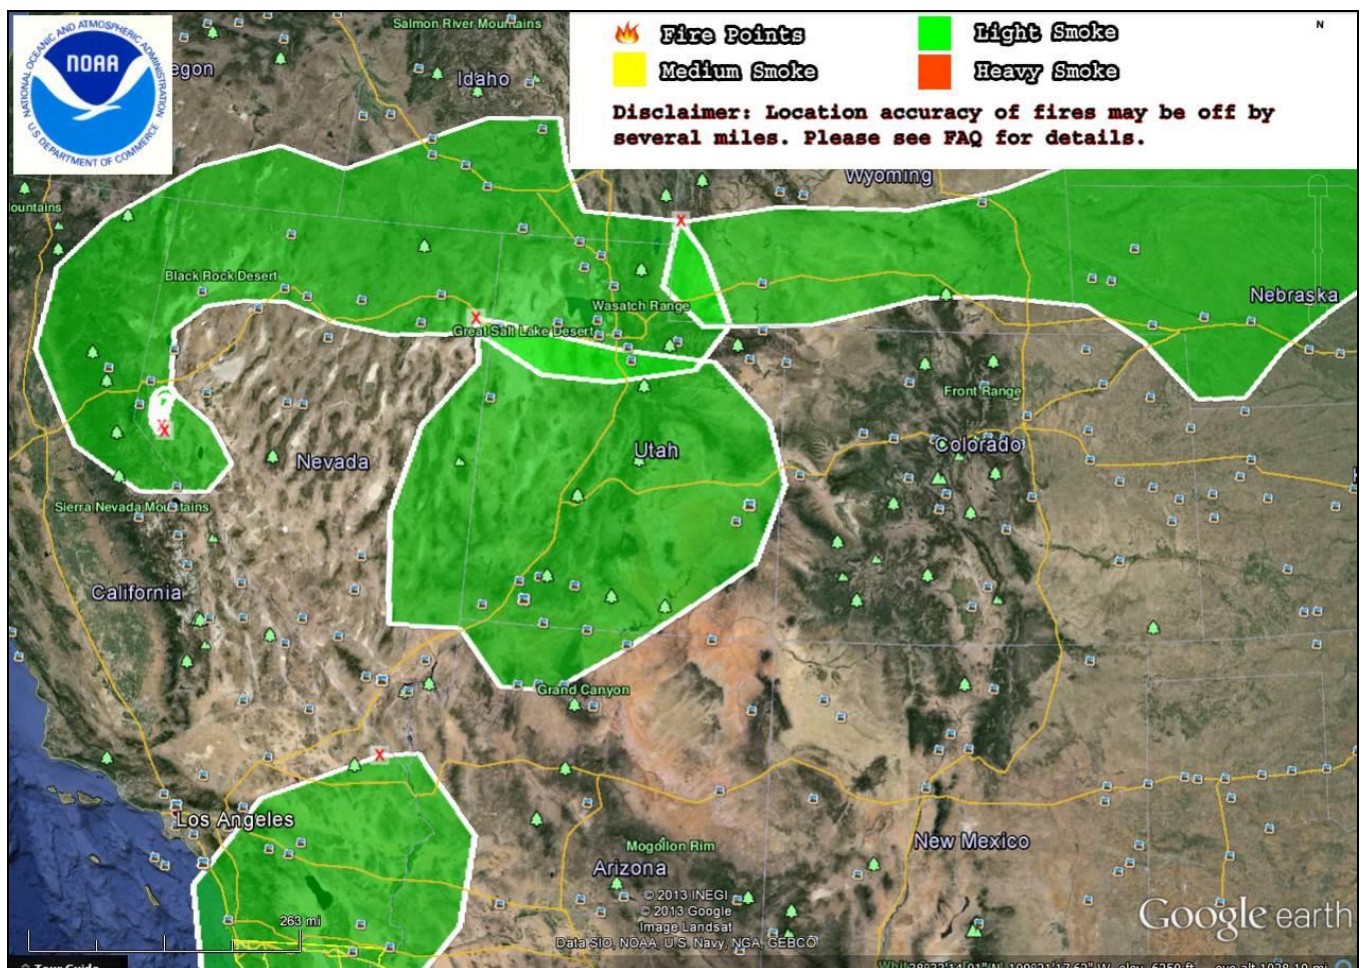 NATIONAL OCEANIC AND ATMOSPHERIC ADMINISTRATION
NOAA
U.S. DEPARTMENT OF COMMERCE
Fire Points
Light Smoke
Medium Smoke
Heavy Smoke
Disclaimer: Location accuracy of fires may be off by
several miles. Please see FAQ for details.
N
Salmon River Mountains
egon
Idaho
Wyoming
ountains
Black Rock Desert
Wasatch Range
Nebraska
Great Salt Lake Desert
Front Range
Utah
Colorado
Nevada
Sierra Nevada Mountains
California
Grand Canyon
Los Angeles
Mogollon Rim
New Mexico
Arizona
© 2013 INEGI
© 2013 Google
Image Landsat
Data SIO, NOAA, U.S. Navy, NGA, GEBCO
263 mi
Google earth
Tour Guide
X
X
X
X